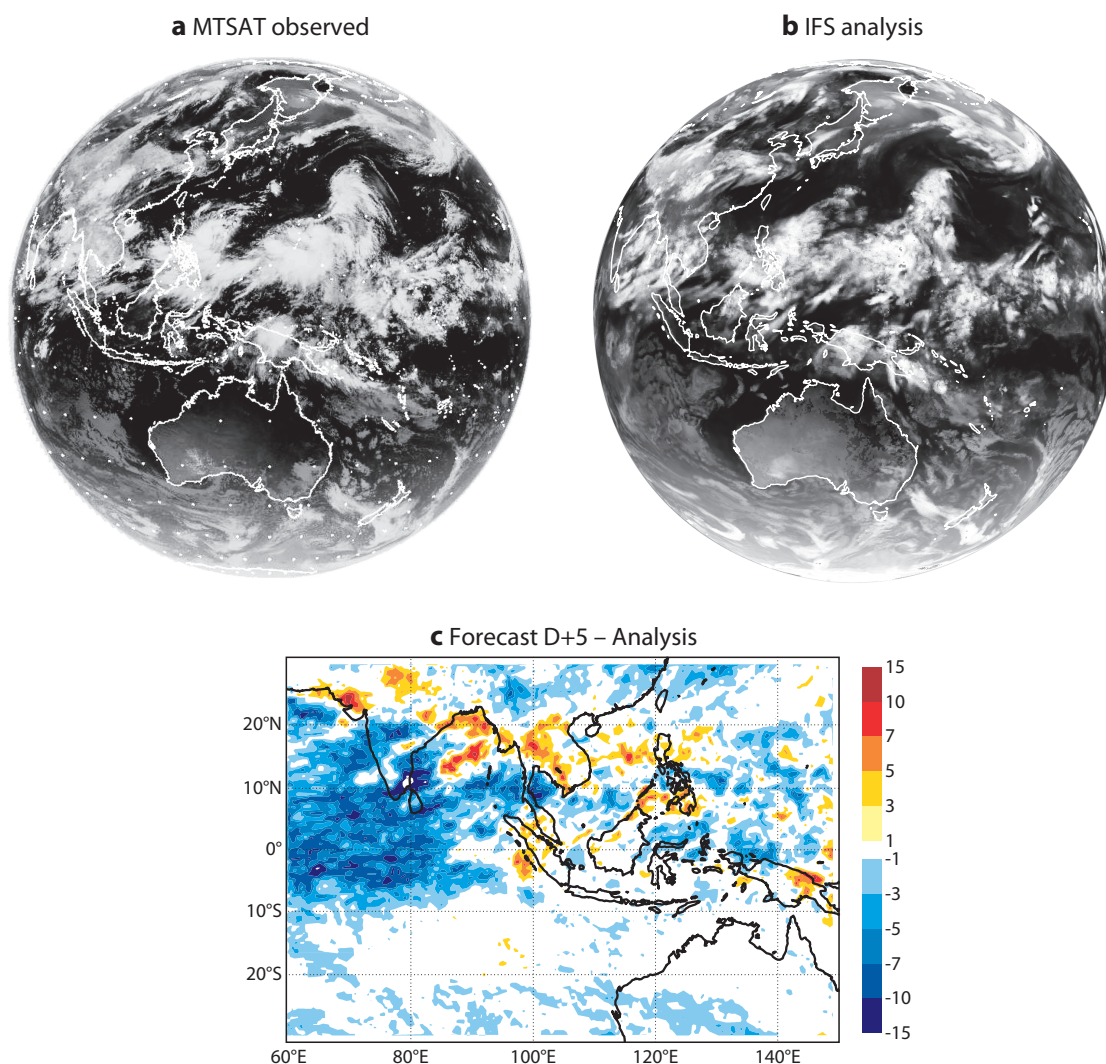 a MTSAT observed
b IFS analysis
c Forecast D+5 – Analysis
20°N
10°N
0°
10°S
20°S
60°E
80°E
100°E
120°E
140°E
15
10
7
5
3
1
-1
-3
-5
-7
-10
-15